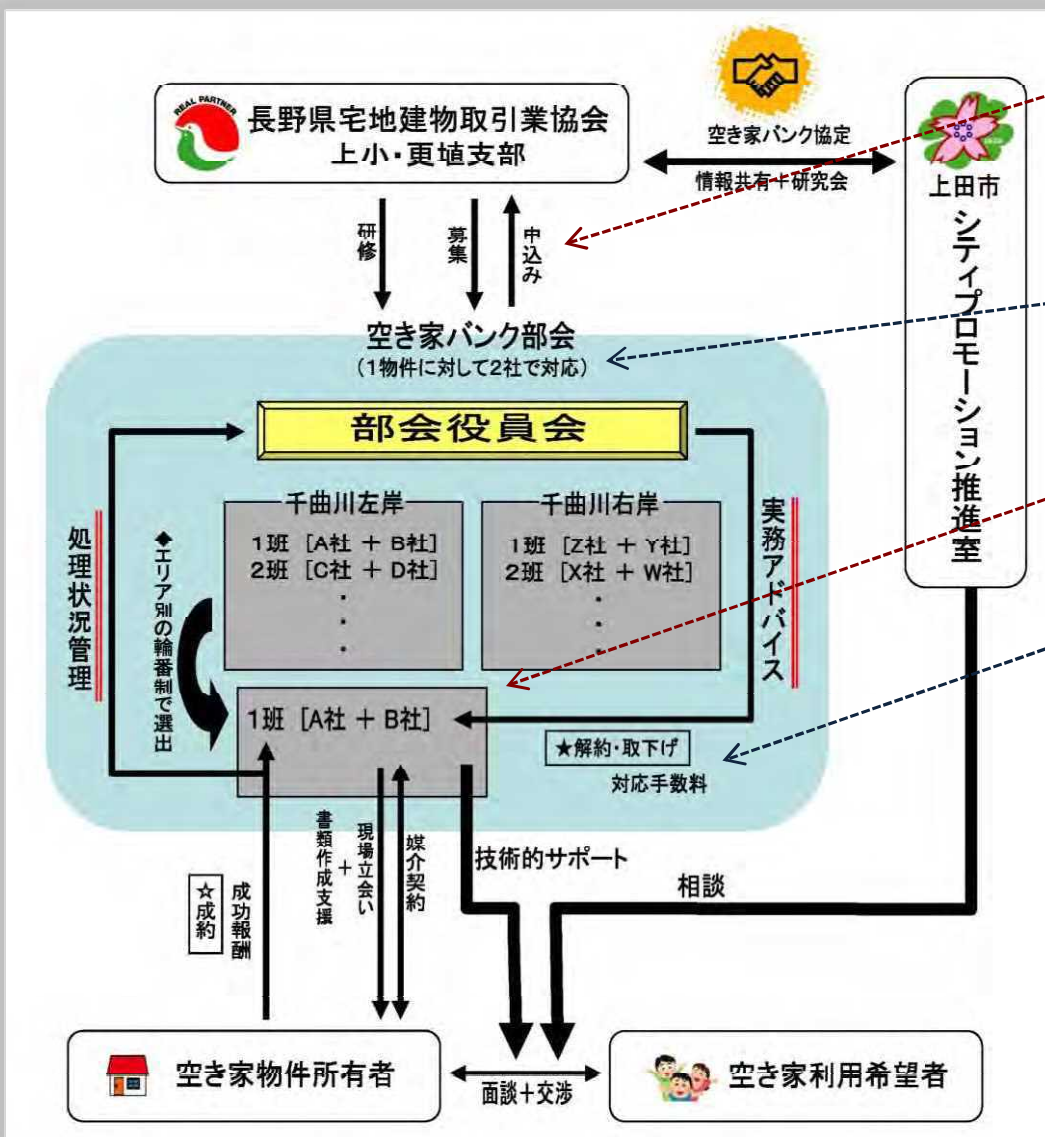 REAL PARTNER
長野県宅地建物取引業協会
上小・更埴支部
空き家バンク協定
情報共有＋研究会
上田市
シティプロモーション推進室
研修
募集
申込み
空き家バンク部会
（1物件に対して2社で対応）
部会役員会
千曲川左岸
1班 [A社 ＋ B社]
2班 [C社 ＋ D社]
・
・
・
千曲川右岸
1班 [Z社 ＋ Y社]
2班 [X社 ＋ W社]
・
・
・
処理状況管理
◆エリア別の輪番制で選出
実務アドバイス
1班 [A社 ＋ B社]
★解約・取下げ
対応手数料
☆成約
成功報酬
書類作成支援
＋
現場立会い
媒介契約
技術的サポート
相談
空き家物件所有者
面談＋交渉
空き家利用希望者